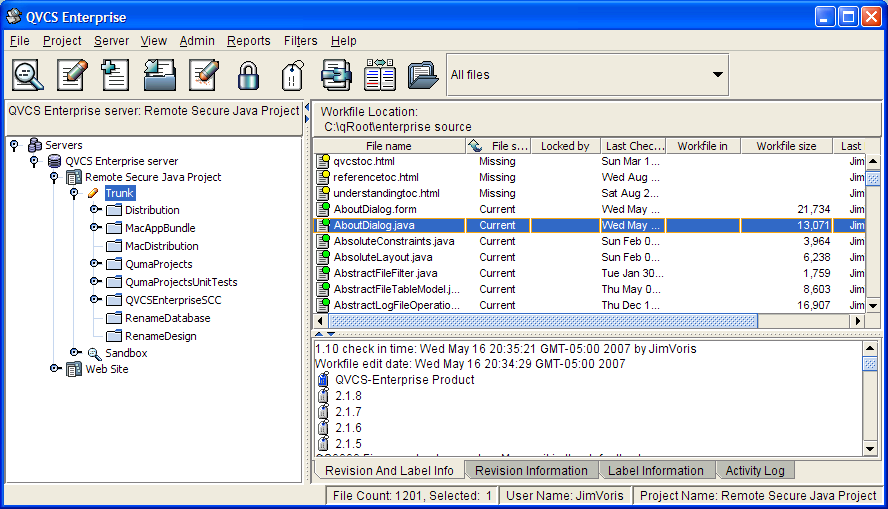 QVCS Enterprise
File Project Server View Admin Reports Filters Help
All files
QVCS Enterprise server: Remote Secure Java Project
Servers
QVCS Enterprise server
Remote Secure Java Project
Trunk
Distribution
MacAppBundle
MacDistribution
QumaProjects
QumaProjectsUnitTests
QVCSEnterpriseSCC
RenameDatabase
RenameDesign
Sandbox
Web Site
Workfile Location:
C:\qRoot\enterprise source
File name File s... Locked by Last Chec... Workfile in Workfile size Last
qvcstoc.html Missing Sun Mar 1... Jim
referencetoc.html Missing Wed Aug ... Jim
understandingtoc.html Missing Sat Aug 2... Jim
AboutDialog.form Current Wed May ... 21,734 Jim
AboutDialog.java Current Wed May ... 13,071 Jim
AbsoluteConstraints.java Current Sun Feb 0... 3,964 Jim
AbsoluteLayout.java Current Sun Feb 0... 6,238 Jim
AbstractFileFilter.java Current Tue Jan 30... 1,759 Jim
AbstractFileTableModel.j... Current Thu May 0... 8,603 Jim
AbstractLogFileOperatio... Current Thu Dec 1... 16,907 Jim
1.10 check in time: Wed May 16 20:35:21 GMT-05:00 2007 by JimVoris
Workfile edit date: Wed May 16 20:34:29 GMT-05:00 2007
QVCS-Enterprise Product
2.1.8
2.1.7
2.1.6
2.1.5
Revision And Label Info Revision Information Label Information Activity Log
File Count: 1201, Selected: 1 User Name: JimVoris Project Name: Remote Secure Java Project